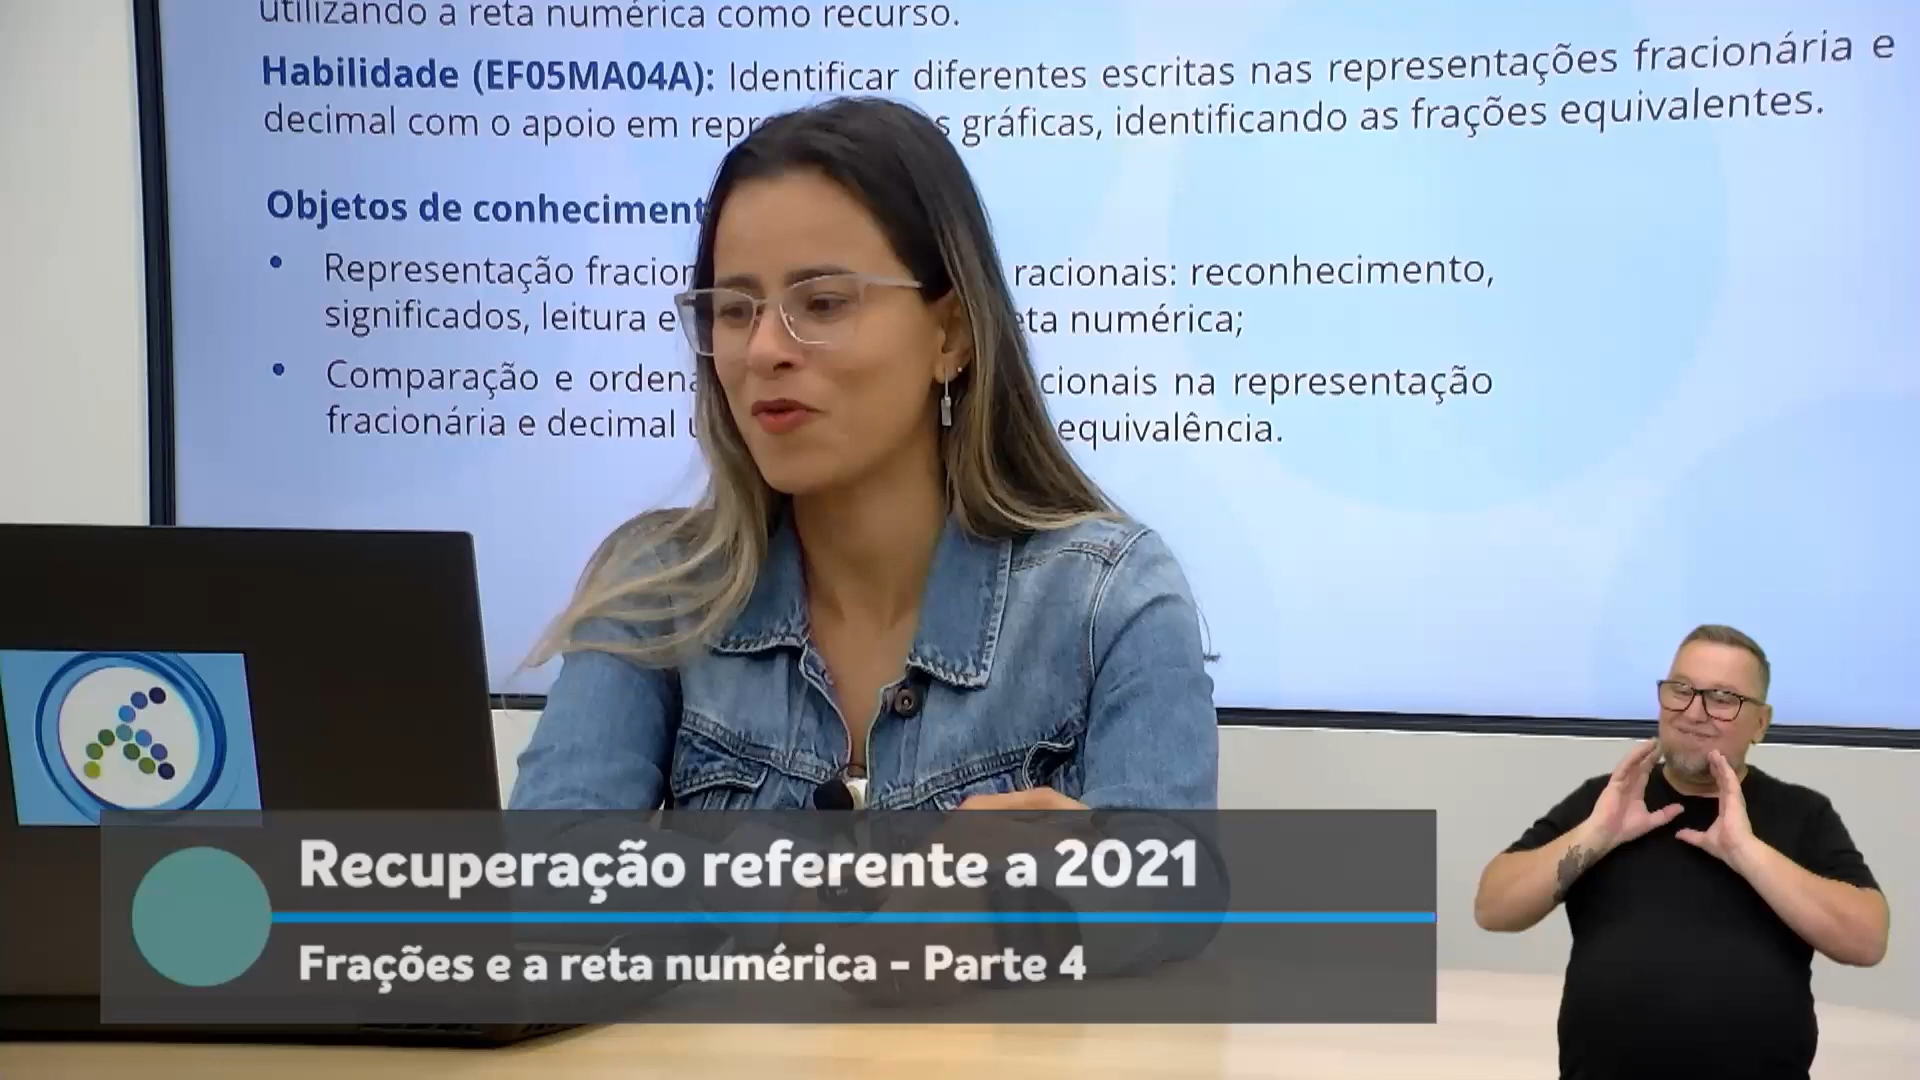 utilizando a reta numérica como recurso.
Habilidade (EF05MA04A): Identificar diferentes escritas nas representações fracionária e
decimal com o apoio em repr s gráficas, identificando as frações equivalentes.
Objetos de conheciment
• Representação fracion racionais: reconhecimento,
significados, leitura e eta numérica;
• Comparação e ordena cionais na representação
fracionária e decimal u equivalência.
Recuperação referente a 2021
Frações e a reta numérica - Parte 4